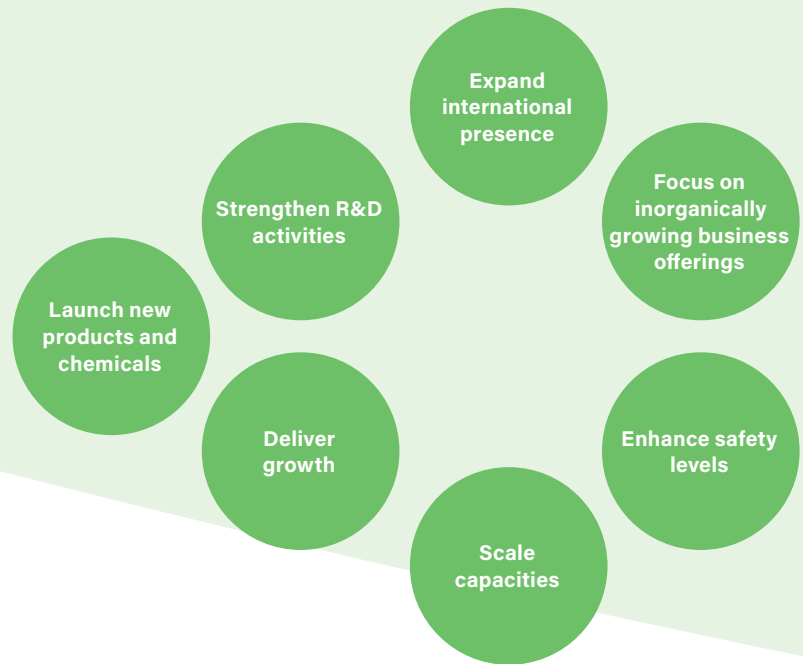 Expand
international
presence
Strengthen R&D
activities
Focus on
inorganically
growing business
offerings
Launch new
products and
chemicals
Deliver
growth
Enhance safety
levels
Scale
capacities